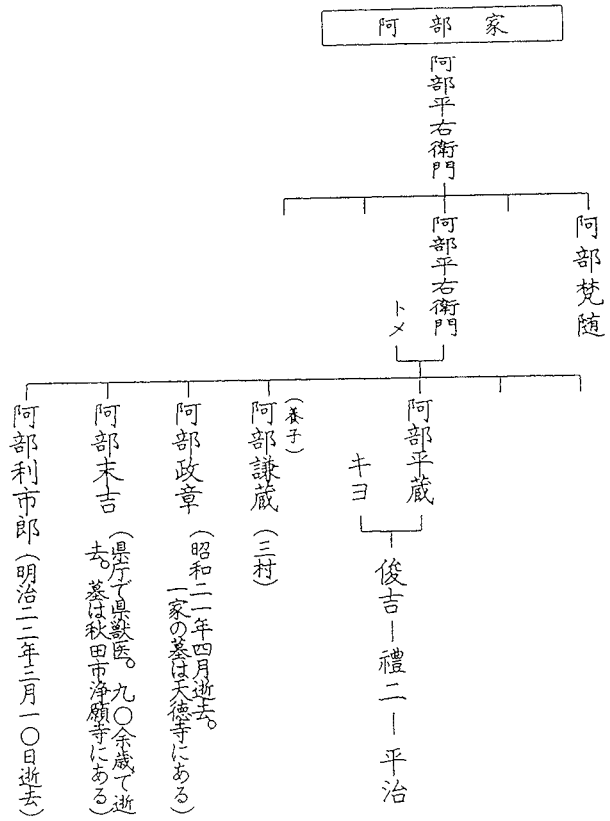 阿部家
阿部平右衛門
阿部梵随
阿部平右衛門
トメ
阿部平蔵
キヨ
俊吉―禮二―平治
(養子)
阿部謙蔵(三村)
阿部政章(昭和二一年四月逝去。
一家の墓は天徳寺にある)
阿部末吉(県庁で県獣医。九〇余歳で逝
去。墓は秋田市浄願寺にある)
阿部利市郎(明治二二年三月一〇日逝去)